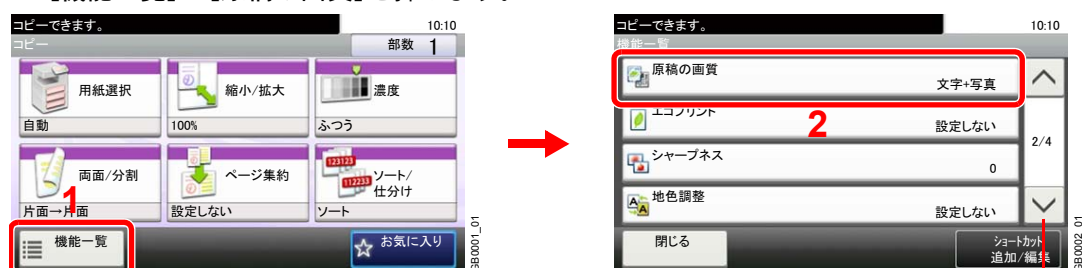 コピーできます。
10:10
コピー
部数 1
用紙選択
自動
縮小/拡大
100%
濃度
ふつう
両面/分割
片面→片面
ページ集約
設定しない
ソート/
仕分け
ソート
123123
112233
1
機能一覧
お気に入り
GB0001_01
コピーできます。
10:10
機能一覧
原稿の画質
文字+写真
エコプリント
設定しない
2
シャープネス
0
地色調整
設定しない
2/4
閉じる
ショートカット
追加/編集
GB0002_01